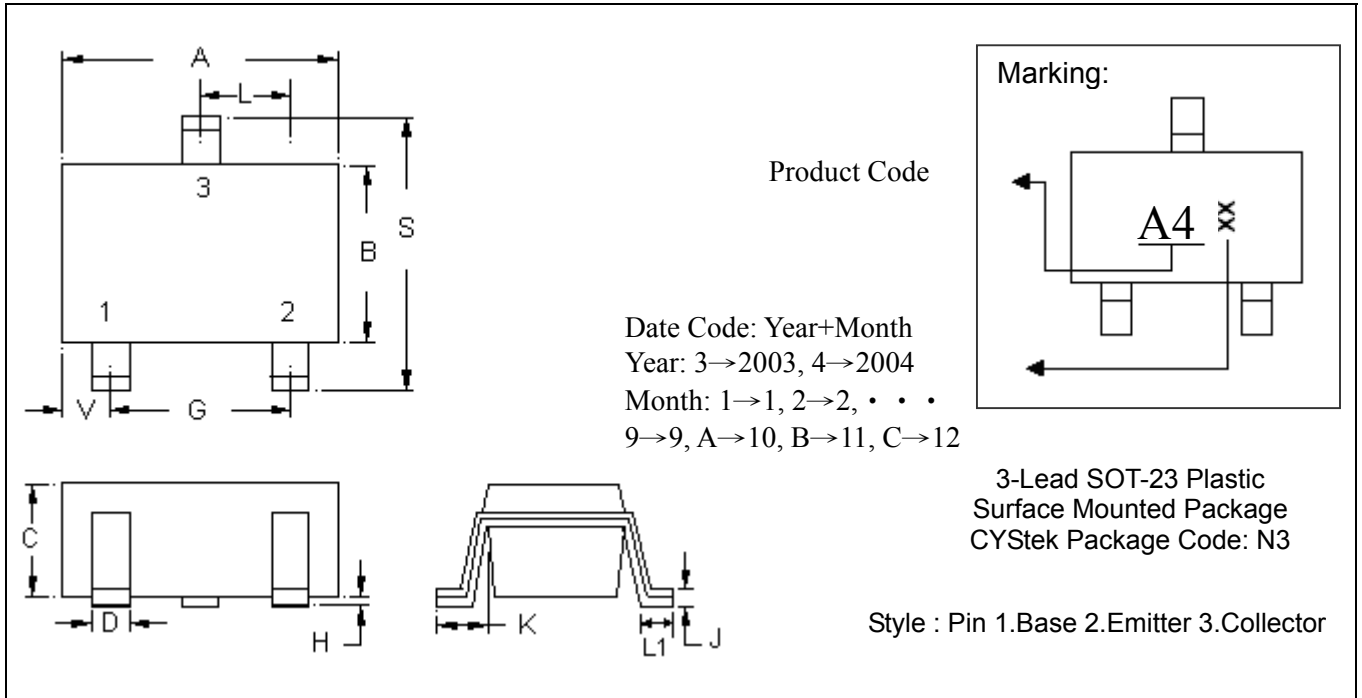 A
L
3
S
B
1
2
V
G
C
D
H
K
L1
J
Product Code
Date Code: Year+Month
Year: 3→2003, 4→2004
Month: 1→1, 2→2, ・ ・ ・
9→9, A→10, B→11, C→12
Marking:
A4
XX
3-Lead SOT-23 Plastic
Surface Mounted Package
CYStek Package Code: N3
Style : Pin 1.Base 2.Emitter 3.Collector